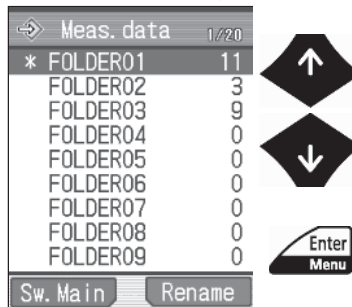 Meas. data 1/20
* FOLDER01 11
FOLDER02 3
FOLDER03 9
FOLDER04 0
FOLDER05 0
FOLDER06 0
FOLDER07 0
FOLDER08 0
FOLDER09 0
Enter
Menu
Sw. Main Rename